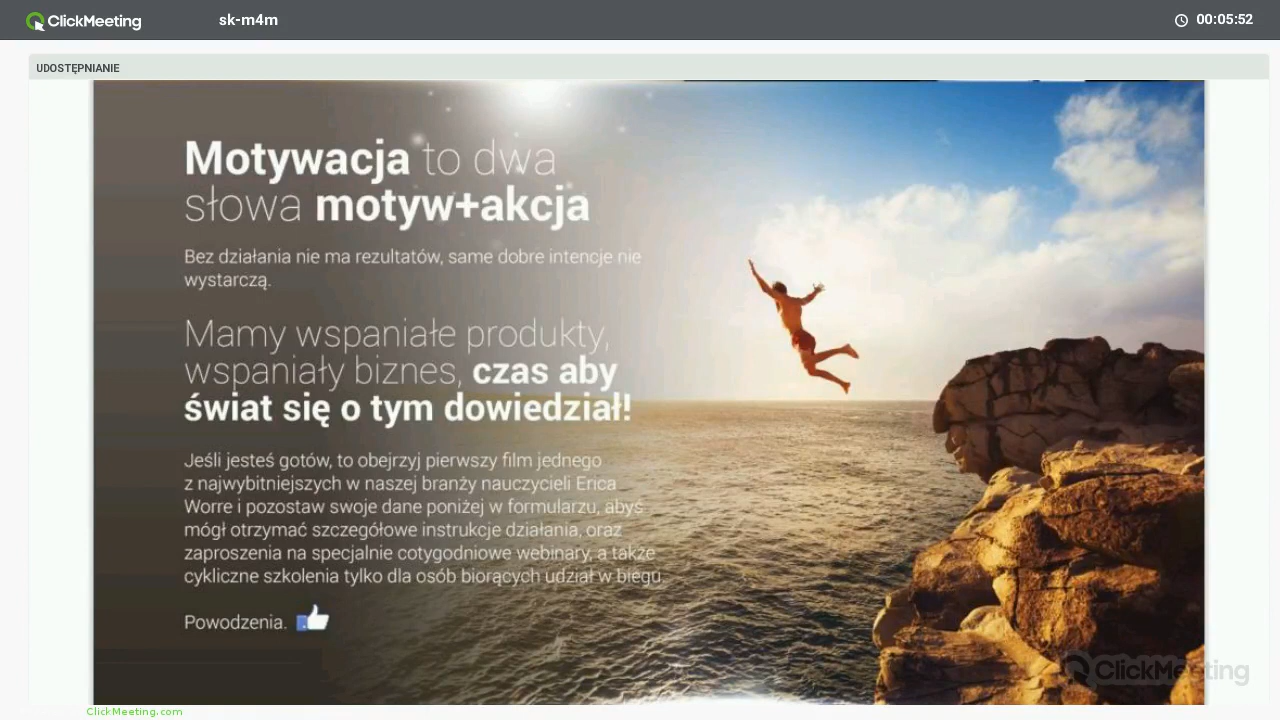 ClickMeeting
sk-m4m
00:05:52
UDOSTĘPNIANIE
Motywacja to dwa
słowa motyw+akcja
Bez działania nie ma rezultatów, same dobre intencje nie
wystarczą.
Mamy wspaniałe produkty,
wspaniały biznes, czas aby
świat się o tym dowiedział!
Jeśli jesteś gotów, to obejrzyj pierwszy film jednego
z najwybitniejszych w naszej branży nauczycieli Erica
Worre i pozostaw swoje dane poniżej w formularzu, abyś
mógł otrzymać szczegółowe instrukcje działania, oraz
zaproszenia na specjalnie cotygodniowe webinary, a także
cykliczne szkolenia tylko dla osób biorących udział w biegu.
Powodzenia.
ClickMeeting
ClickMeeting.com